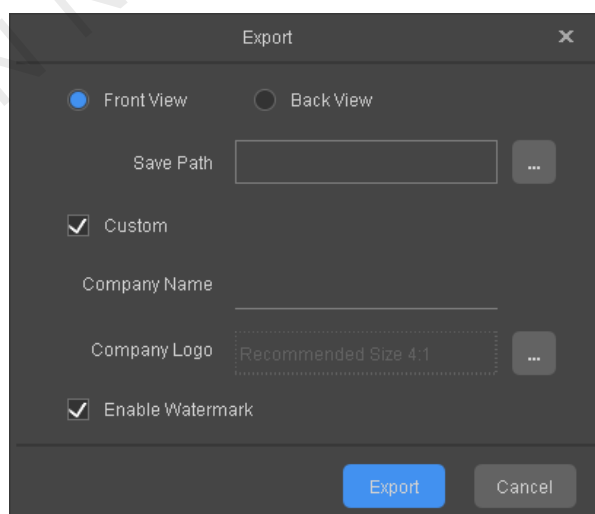 Export
Front View Back View
Save Path ...
Custom
Company Name
Company Logo Recommended Size 4:1 ...
Enable Watermark
Export Cancel